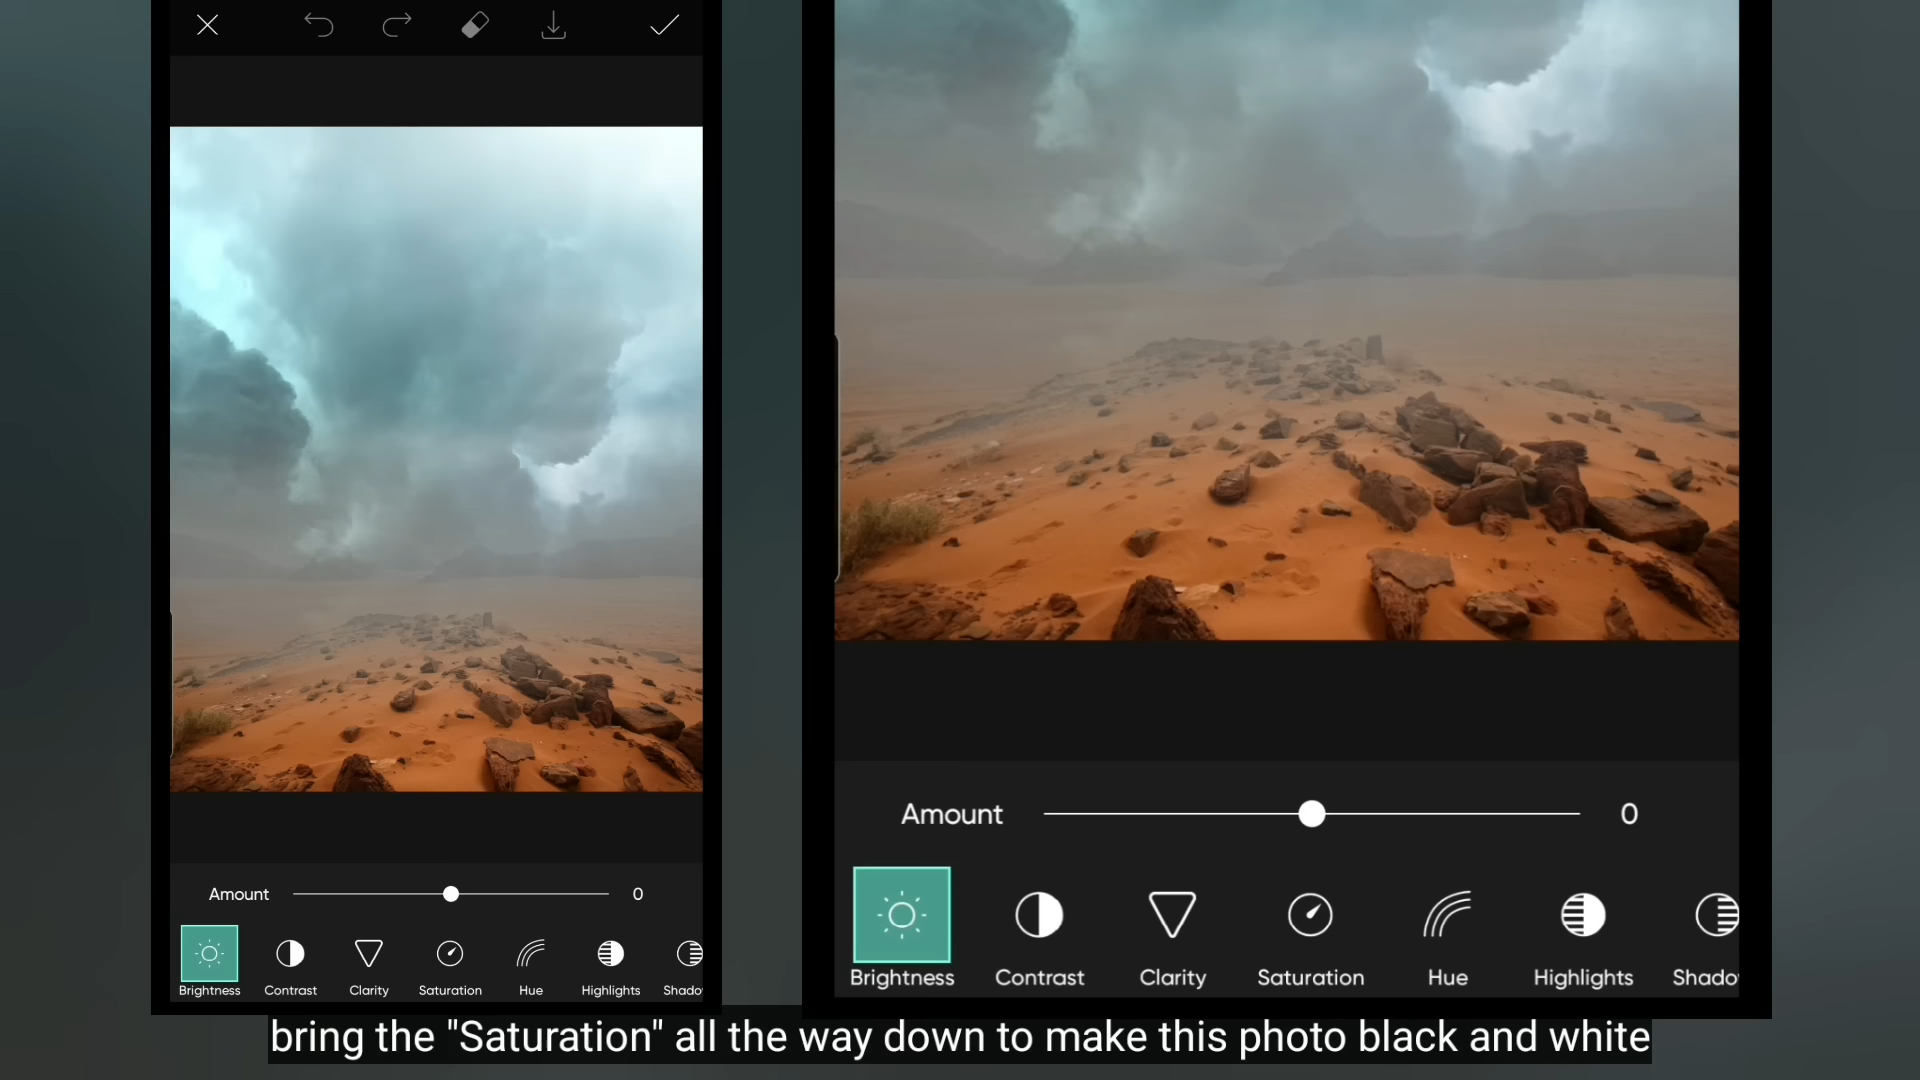 Amount 0
Brightness Contrast Clarity Saturation Hue Highlights Shado
Amount 0
Brightness Contrast Clarity Saturation Hue Highlights Shado
bring the "Saturation" all the way down to make this photo black and white